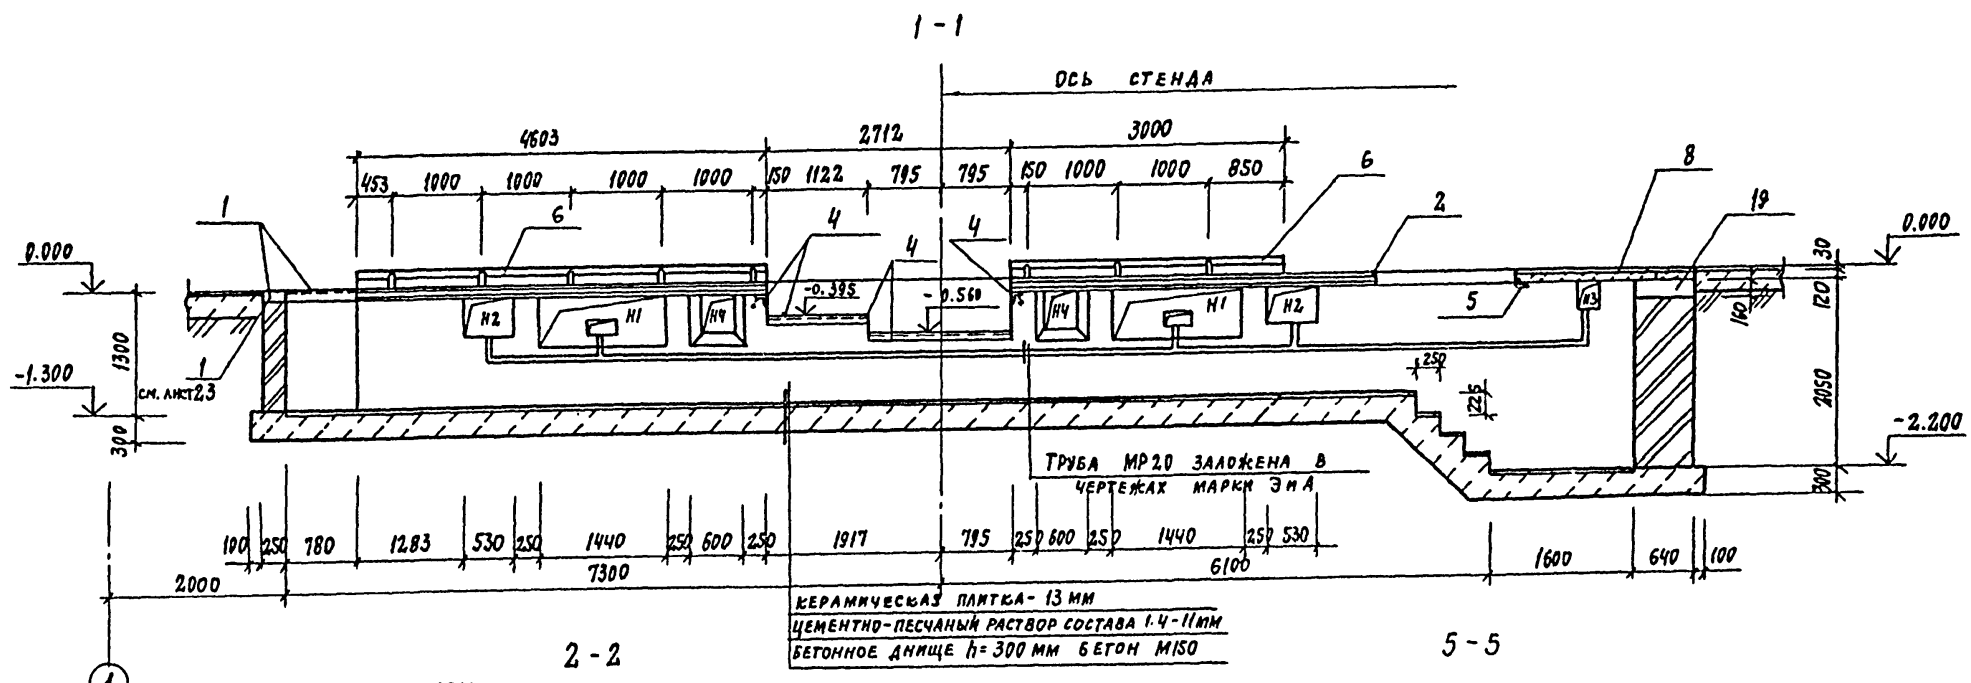 1-1
ОСЬ СТЕНДА
4603 2712 3000
453 1000 1000 1000 1000 150 1122 795 795 150 1000 1000 850
6 8
1 6 4 4 4 2 19
0.000 0.000
-0.395 -0.560
30
120
160
5
Н2 Н1 Н4 Н4 Н1 Н2 Н3
1300
-1.300
1
СМ. ЛИСТ 23
300
250
225
2050
-2.200
300
ТРУБА МР20 ЗАЛОЖЕНА В
ЧЕРТЕЖАХ МАРКИ Э и А
100 250 780 1283 530 250 1440 250 600 250 1917 795 250 600 250 1440 250 530
2000 7300 6100 1600 640 100
КЕРАМИЧЕСКАЯ ПЛИТКА - 13 ММ
ЦЕМЕНТНО-ПЕСЧАНЫЙ РАСТВОР СОСТАВА 1:4-11ММ
БЕТОННОЕ ДНИЩЕ h=300 ММ БЕТОН М150
2-2 5-5